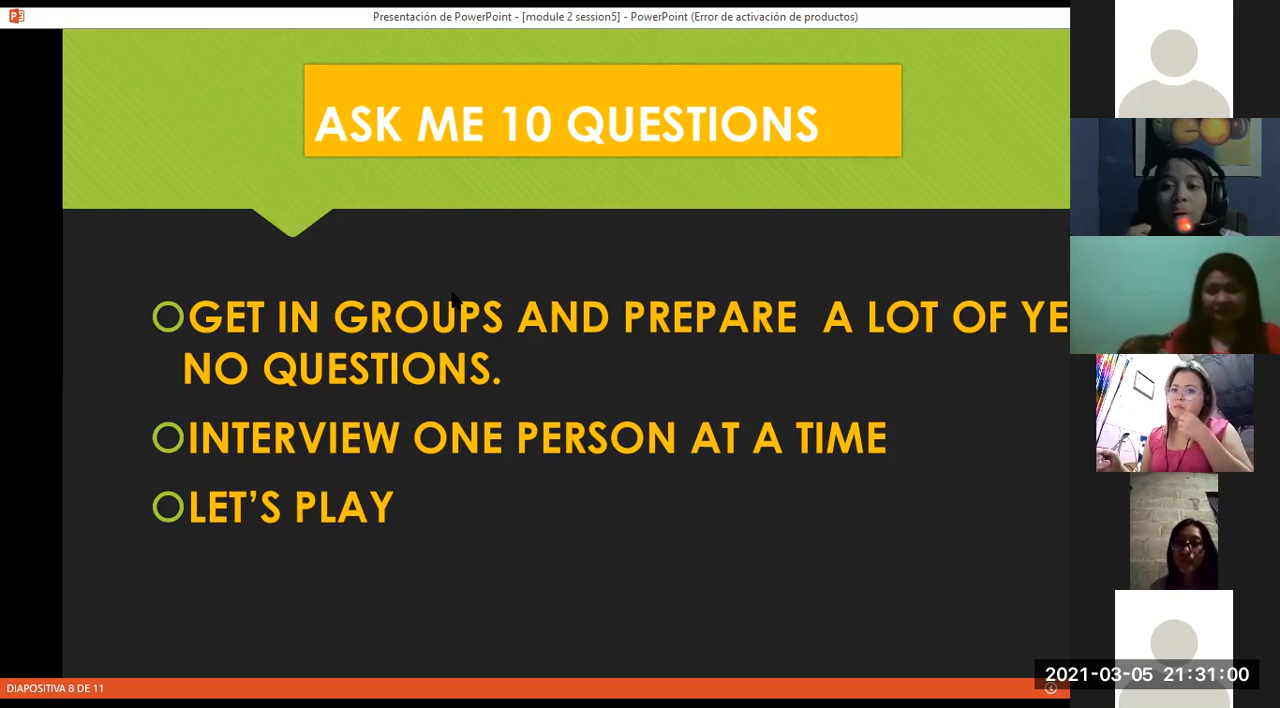 Presentación de PowerPoint - [module 2 session5] - PowerPoint (Error de activación de productos)
ASK ME 10 QUESTIONS
GET IN GROUPS AND PREPARE A LOT OF YE
NO QUESTIONS.
INTERVIEW ONE PERSON AT A TIME
LET'S PLAY
2021-03-05 21:31:00
DIAPOSITIVA 8 DE 11